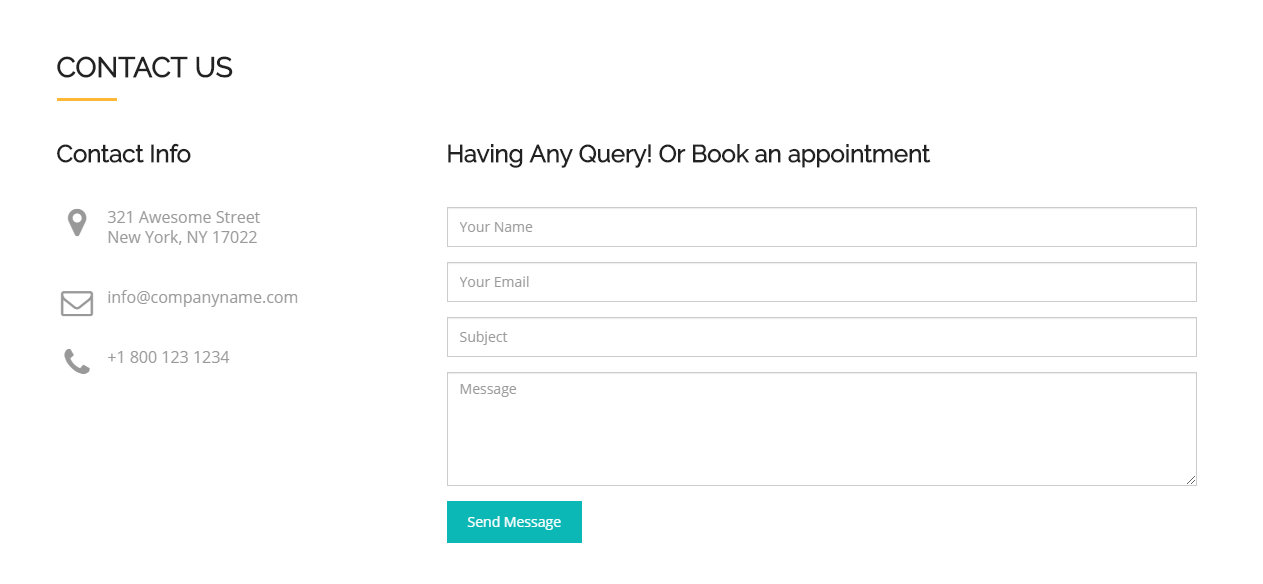 CONTACT US
Contact Info
321 Awesome Street
New York, NY 17022
info@companyname.com
+1 800 123 1234
Having Any Query! Or Book an appointment
Your Name
Your Email
Subject
Message
Send Message